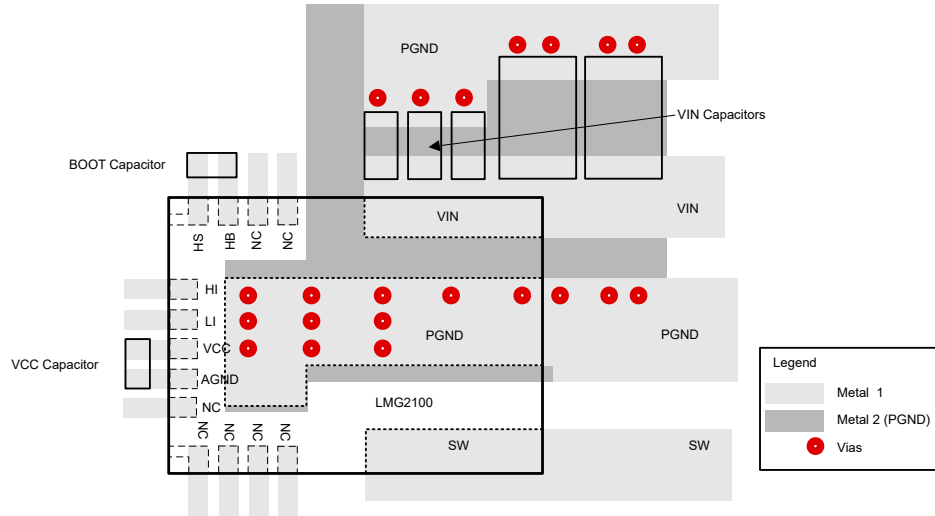 PGND
VIN Capacitors
BOOT Capacitor
VIN
VIN
HS
HB
NC
NC
HI
LI
VCC
AGND
NC
PGND
PGND
VCC Capacitor
LMG2100
NC
NC
NC
NC
SW
SW
Legend
Metal 1
Metal 2 (PGND)
Vias